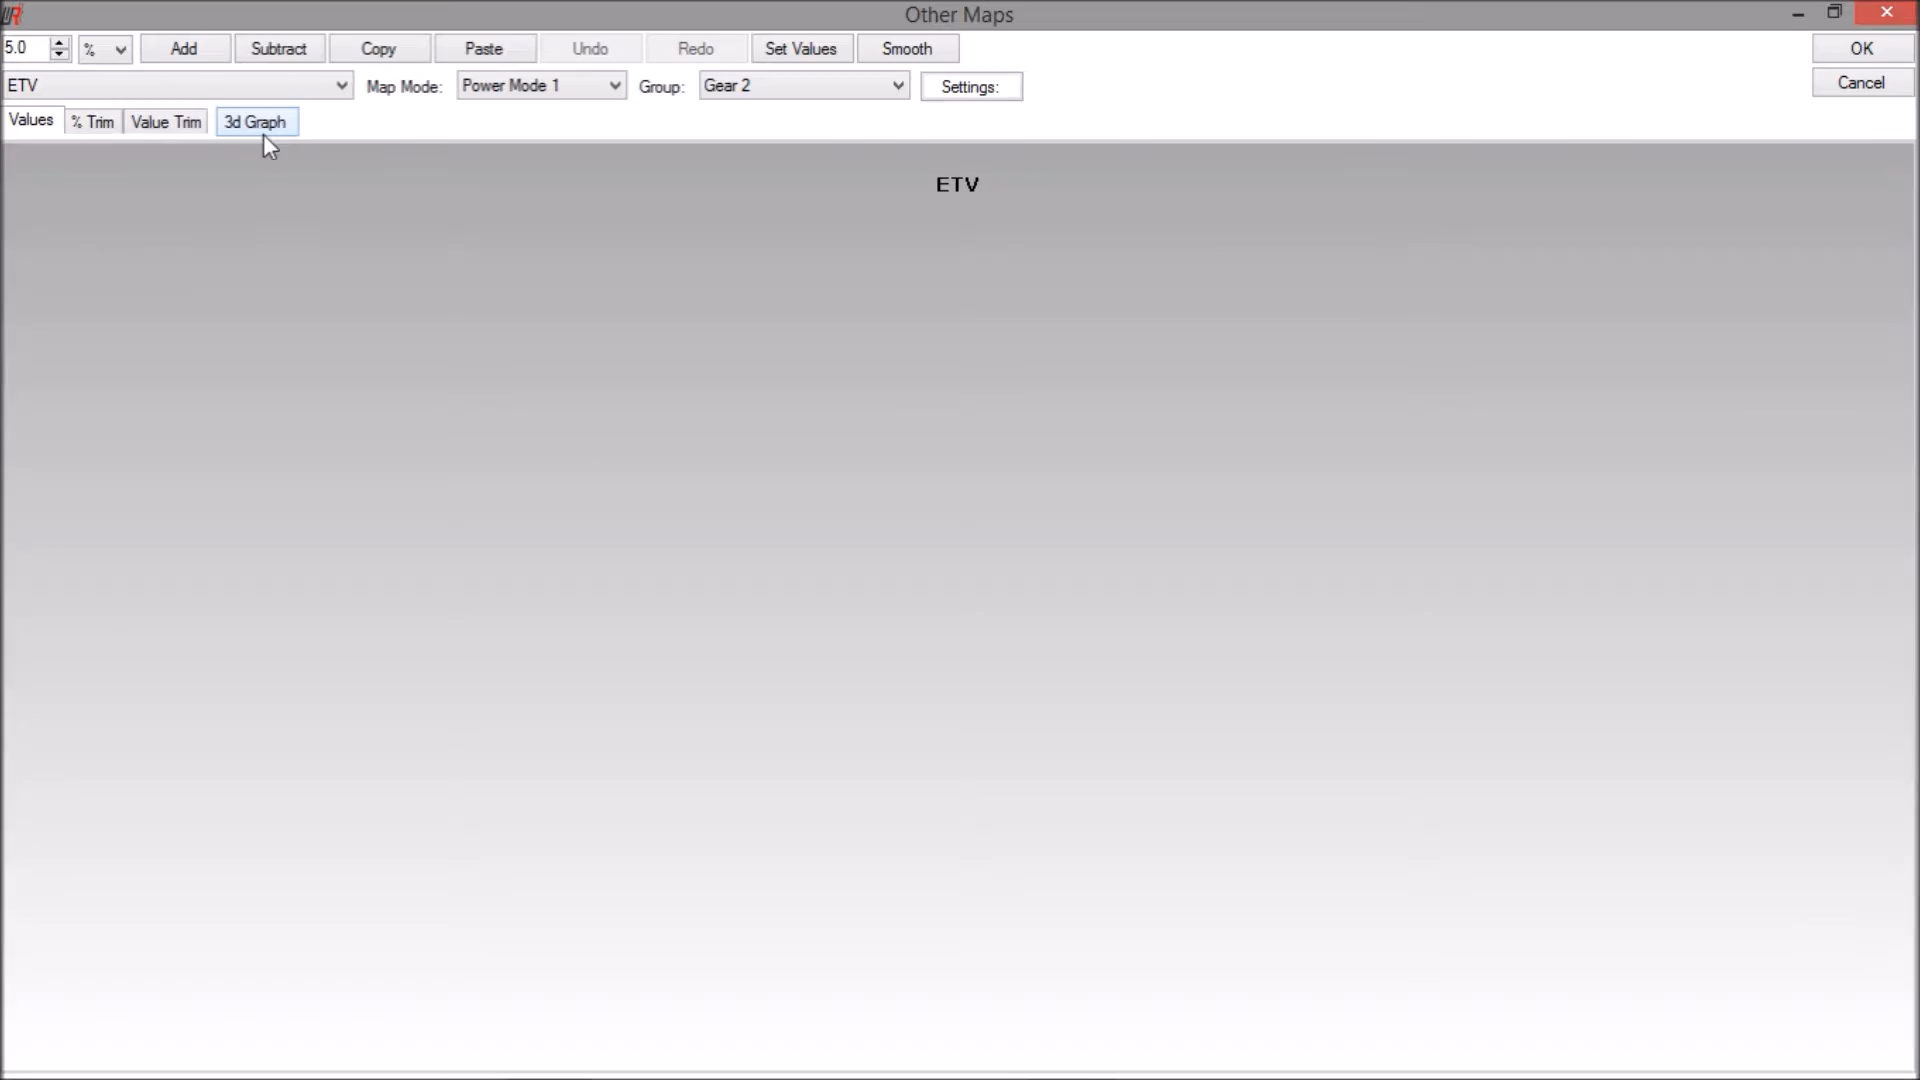 Other Maps
5.0 % Add Subtract Copy Paste Undo Redo Set Values Smooth OK
ETV Map Mode: Power Mode 1 Group: Gear 2 Settings: Cancel
Values % Trim Value Trim 3d Graph
ETV